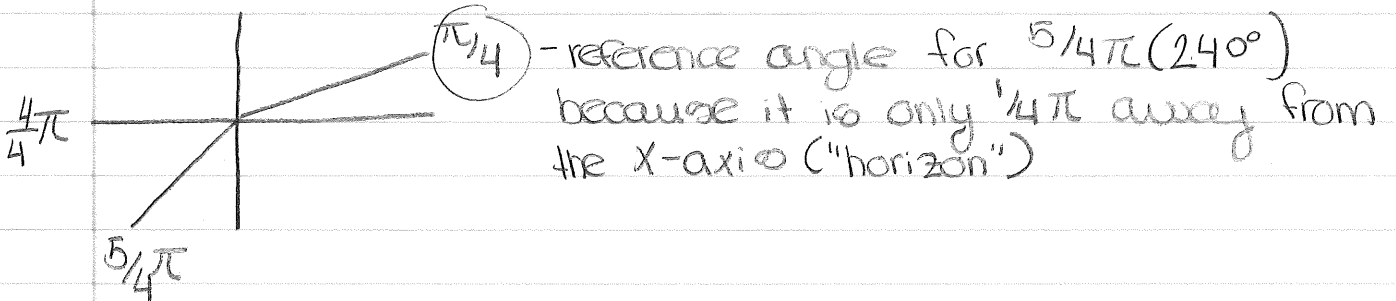 π/4 -reference angle for 5/4π (240°)
because it is only 1/4π away from
the x-axis ("horizon")
4/4π
5/4π